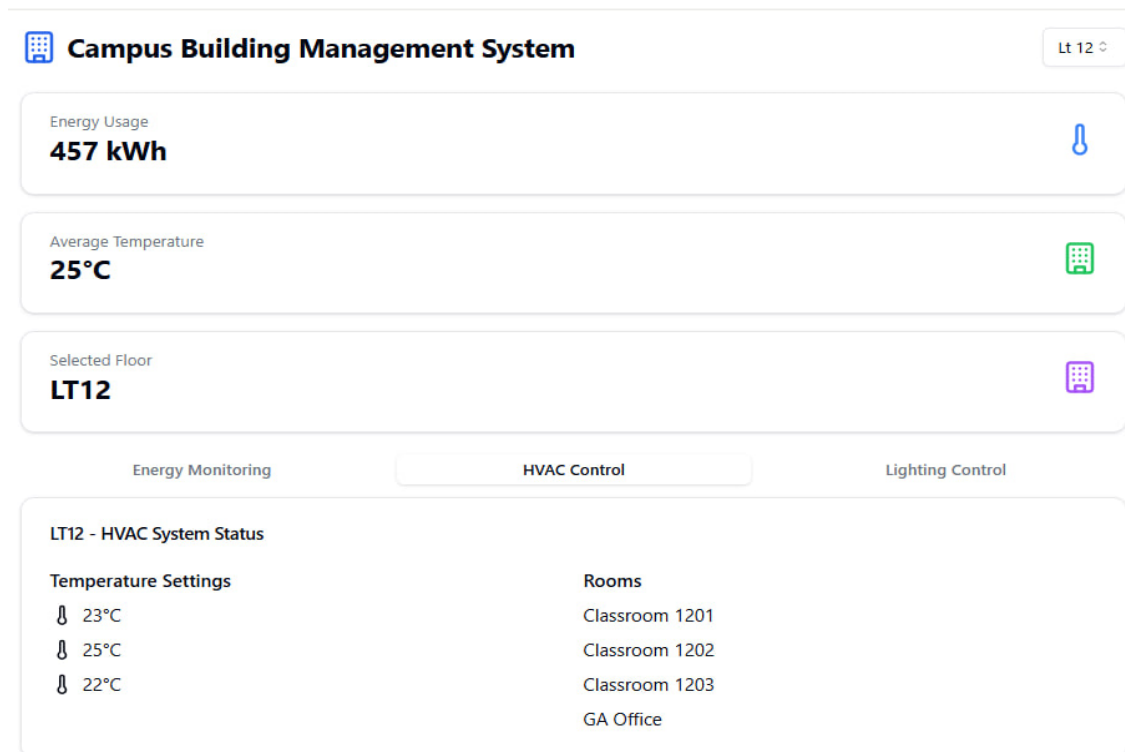 Campus Building Management System
Lt 12
Energy Usage
457 kWh
Average Temperature
25°C
Selected Floor
LT12
Energy Monitoring
HVAC Control
Lighting Control
LT12 - HVAC System Status
Temperature Settings
23°C
25°C
22°C
Rooms
Classroom 1201
Classroom 1202
Classroom 1203
GA Office